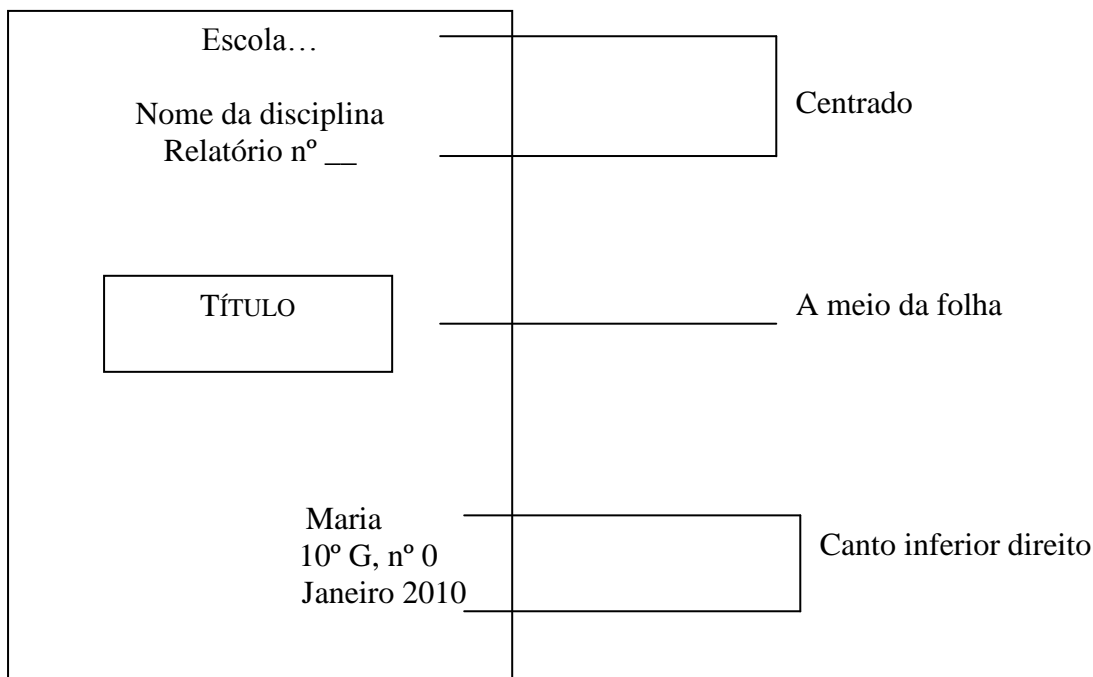 Escola…
Centrado
Nome da disciplina
Relatório nº __
TÍTULO
A meio da folha
Maria
10º G, nº 0
Janeiro 2010
Canto inferior direito